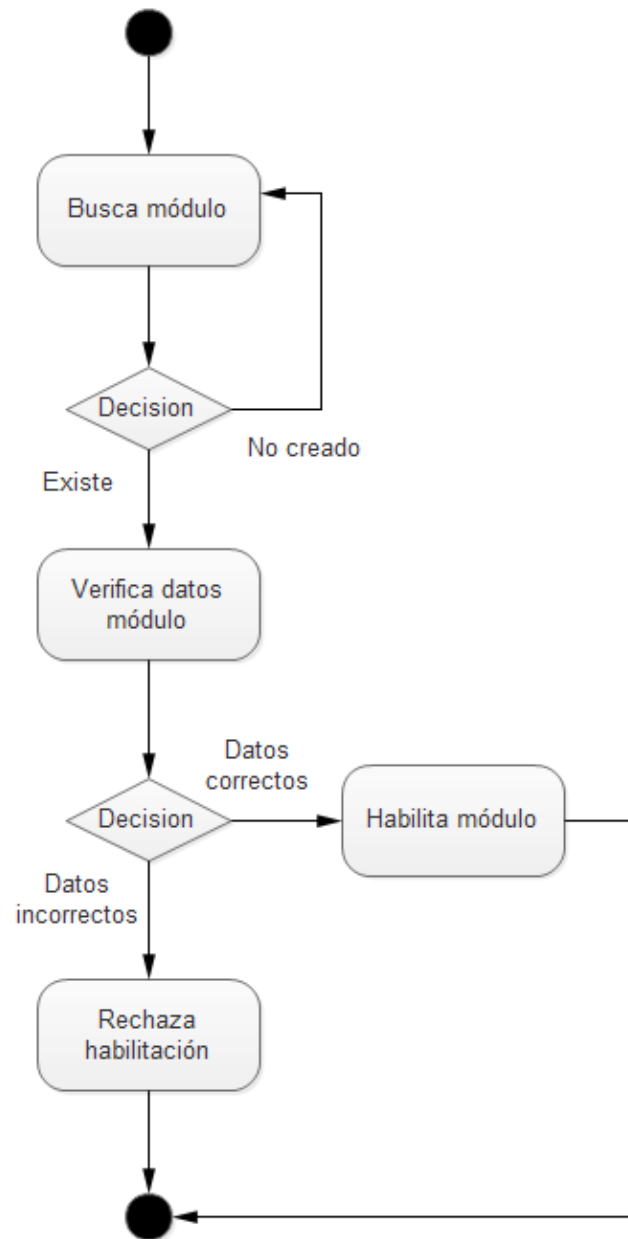 Busca módulo
Decision
No creado
Existe
Verifica datos
módulo
Datos
correctos
Decision
Habilita módulo
Datos
incorrectos
Rechaza
habilitación